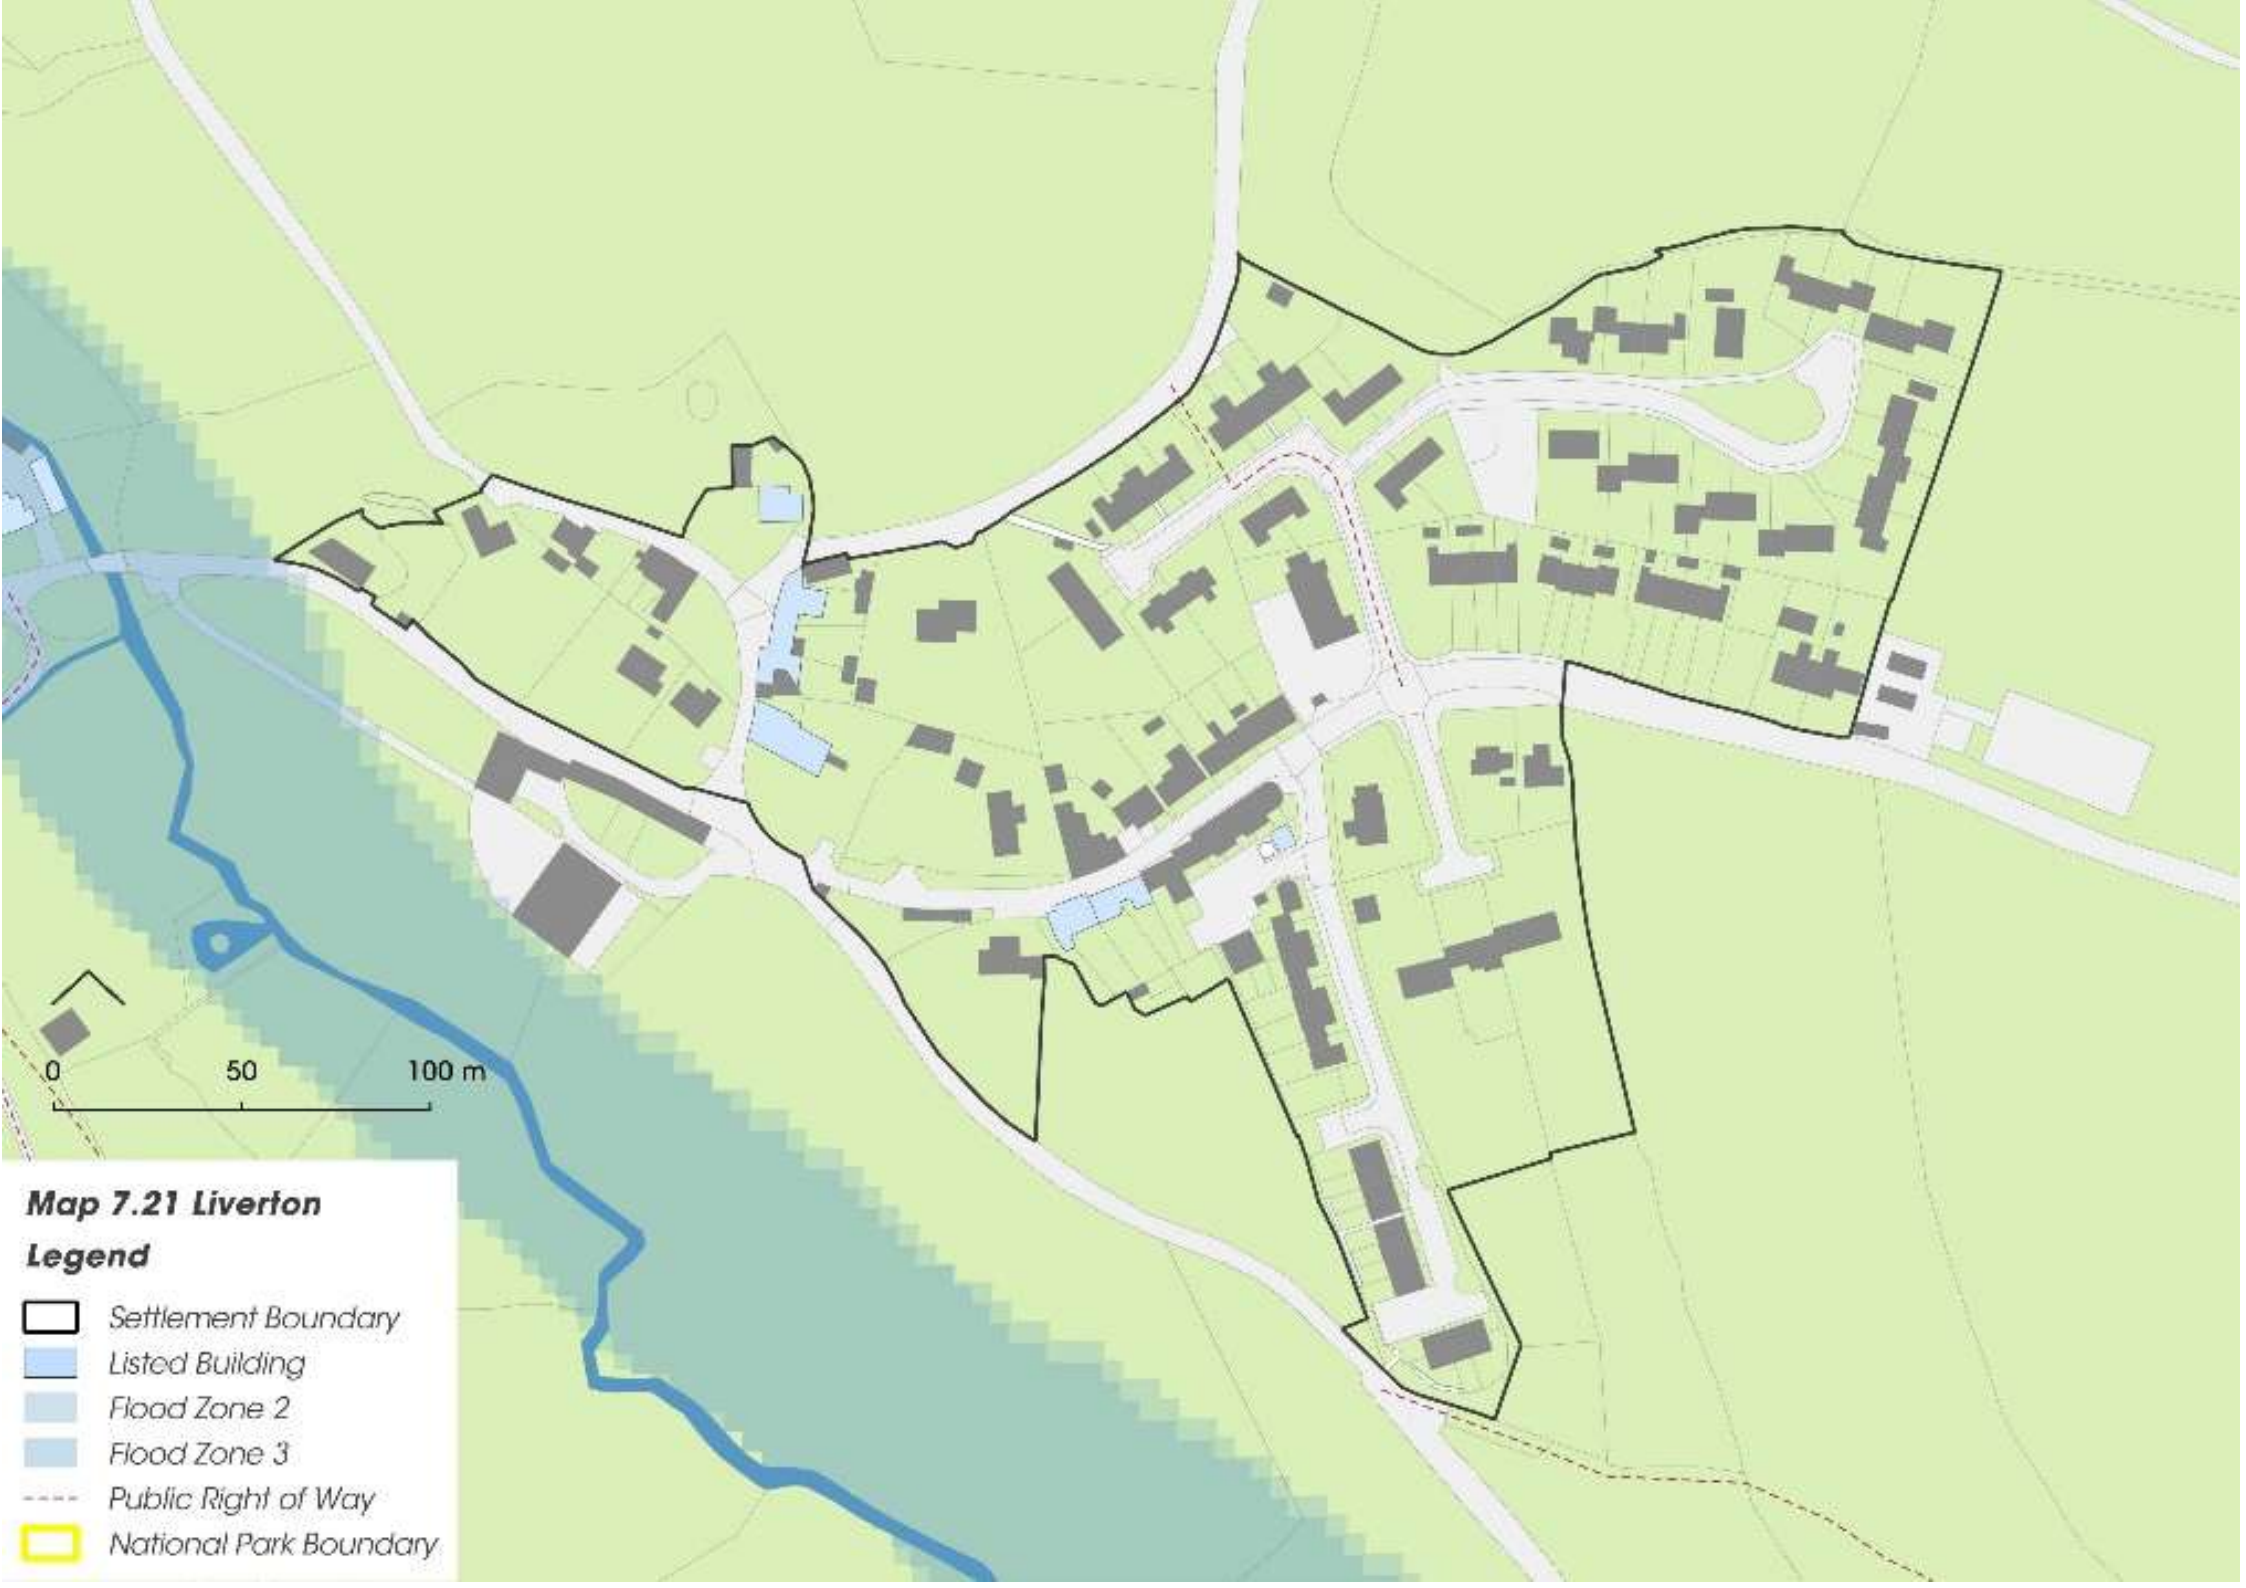 0 50 100 m
Map 7.21 Liverton
Legend
Settlement Boundary
Listed Building
Flood Zone 2
Flood Zone 3
Public Right of Way
National Park Boundary